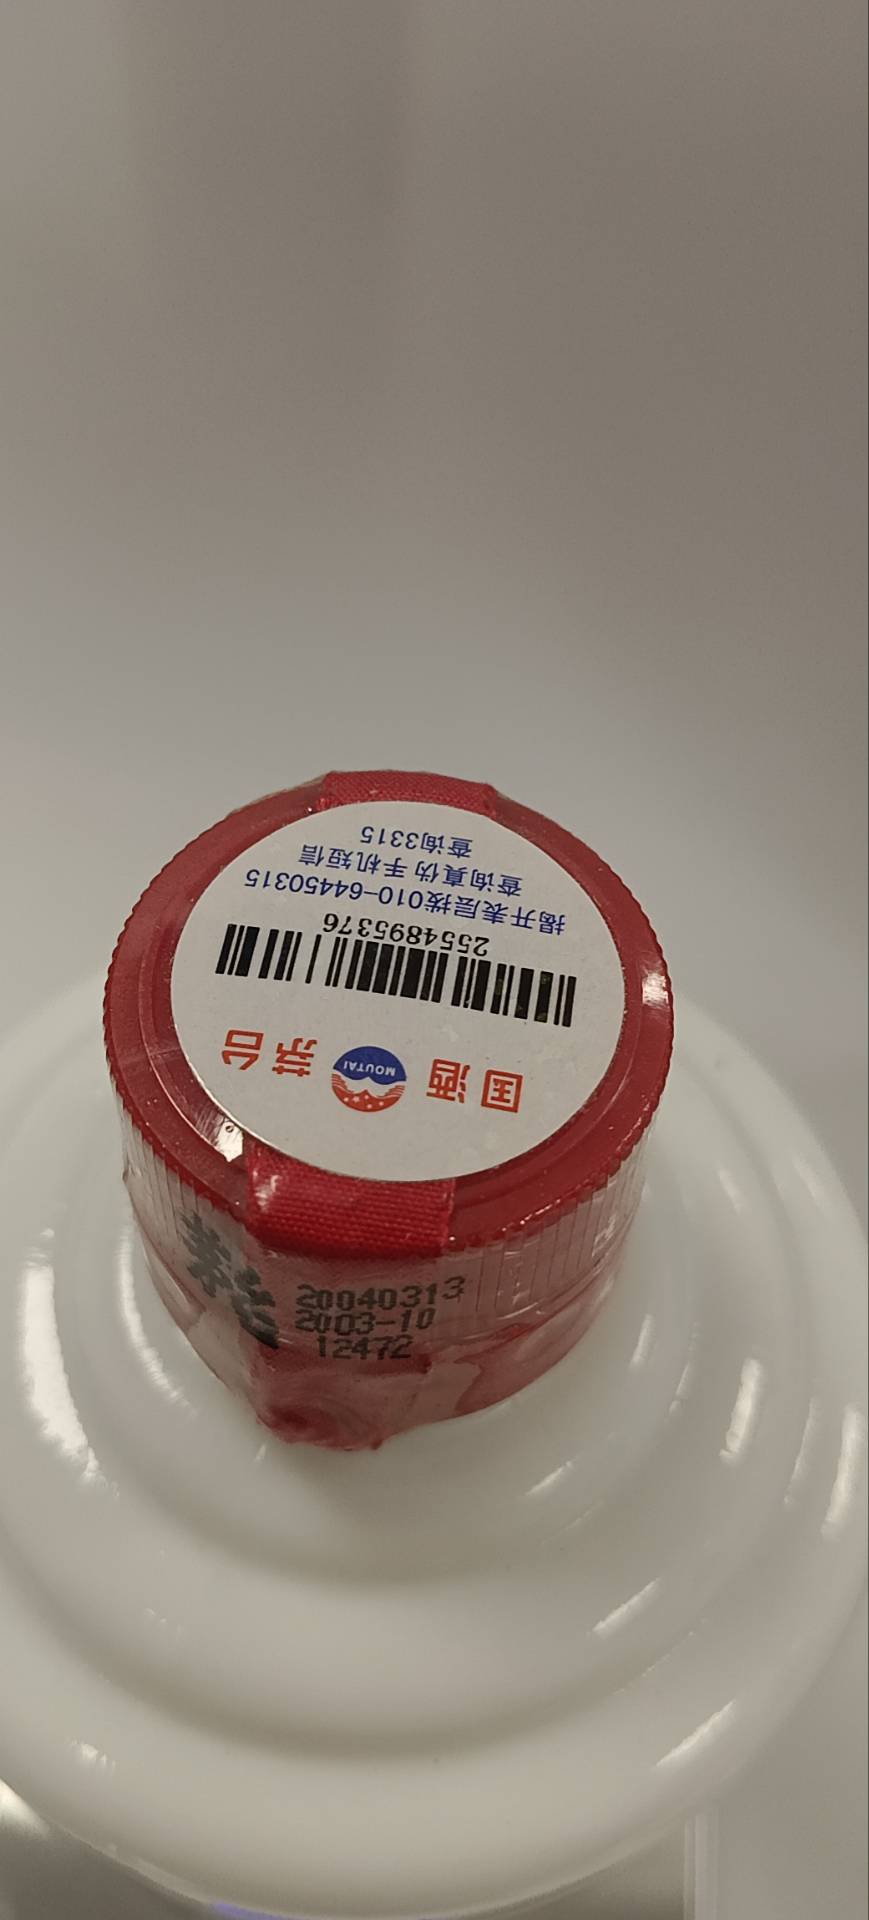 国酒 MOUTAI 茅台
2554895376
揭开表层拨010-64450315
查询真伪 手机短信
查询3315
20040313
2003-10
12472